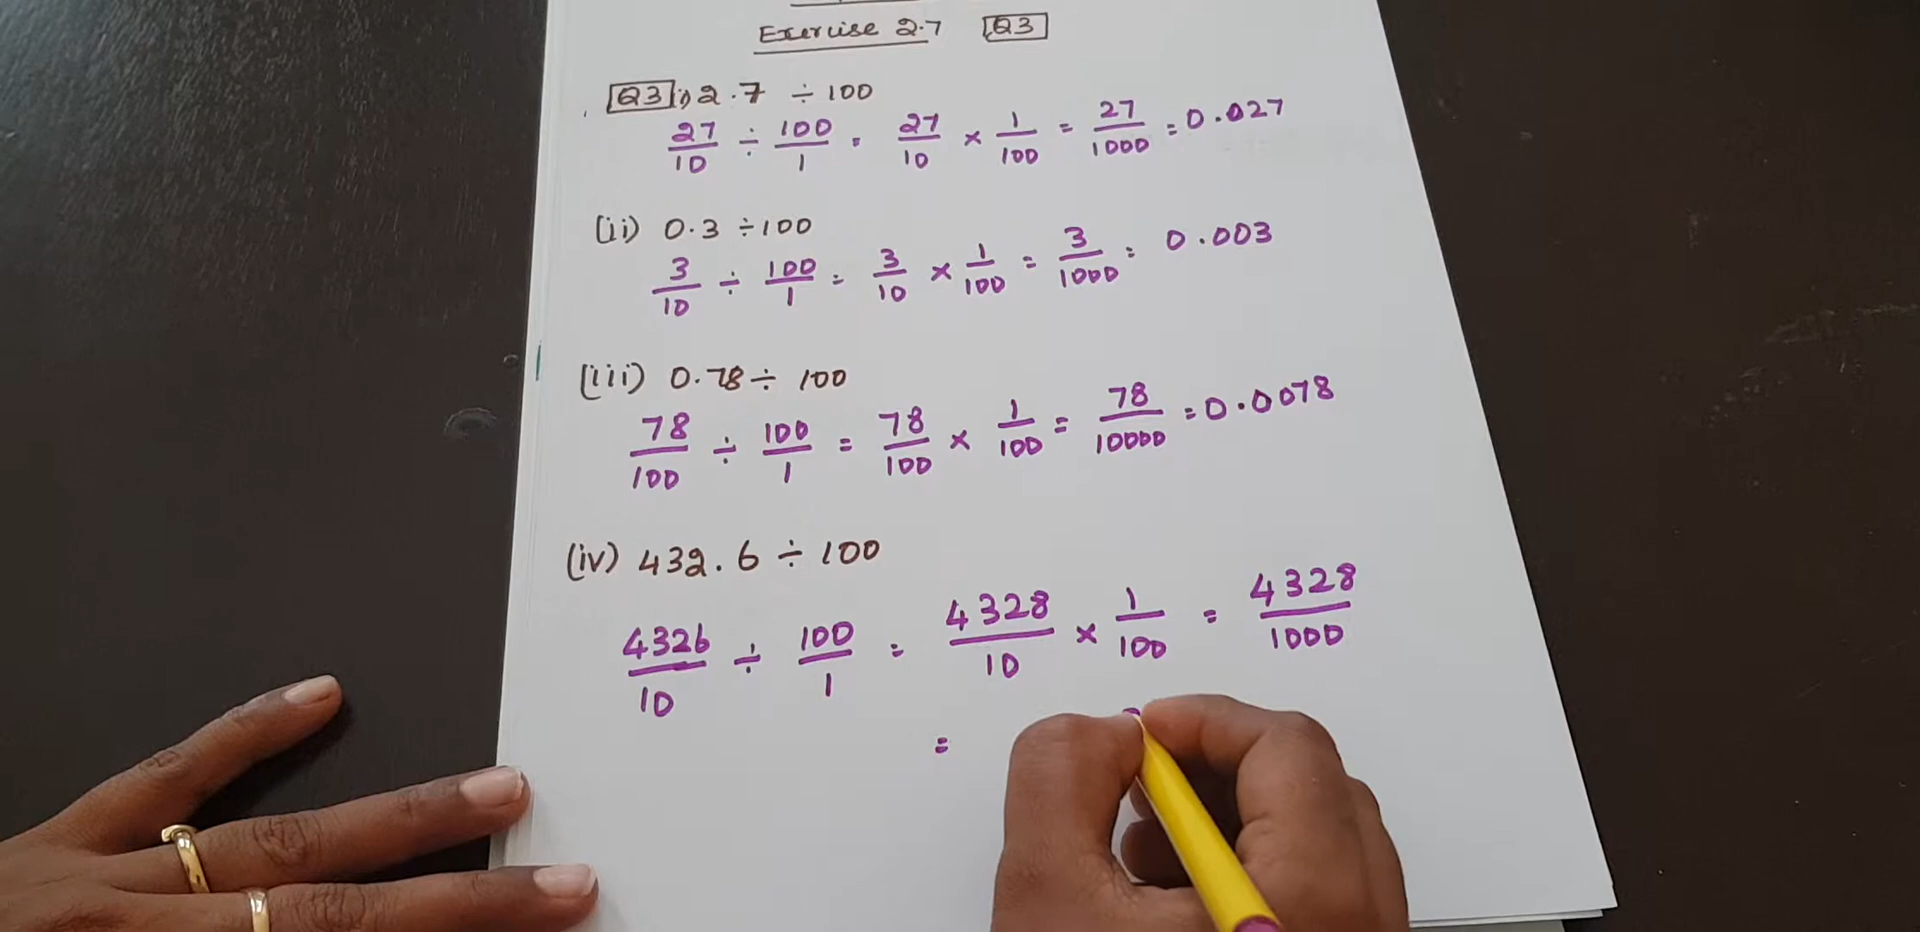 Exercise 2.7 Q3
Q3 i) 2.7 ÷ 100
27/10 ÷ 100/1 = 27/10 × 1/100 = 27/1000 = 0.027
(ii) 0.3 ÷ 100
3/10 ÷ 100/1 = 3/10 × 1/100 = 3/1000 = 0.003
(iii) 0.78 ÷ 100
78/100 ÷ 100/1 = 78/100 × 1/100 = 78/10000 = 0.0078
(iv) 432.6 ÷ 100
4326/10 ÷ 100/1 = 4328/10 × 1/100 = 4328/1000
=